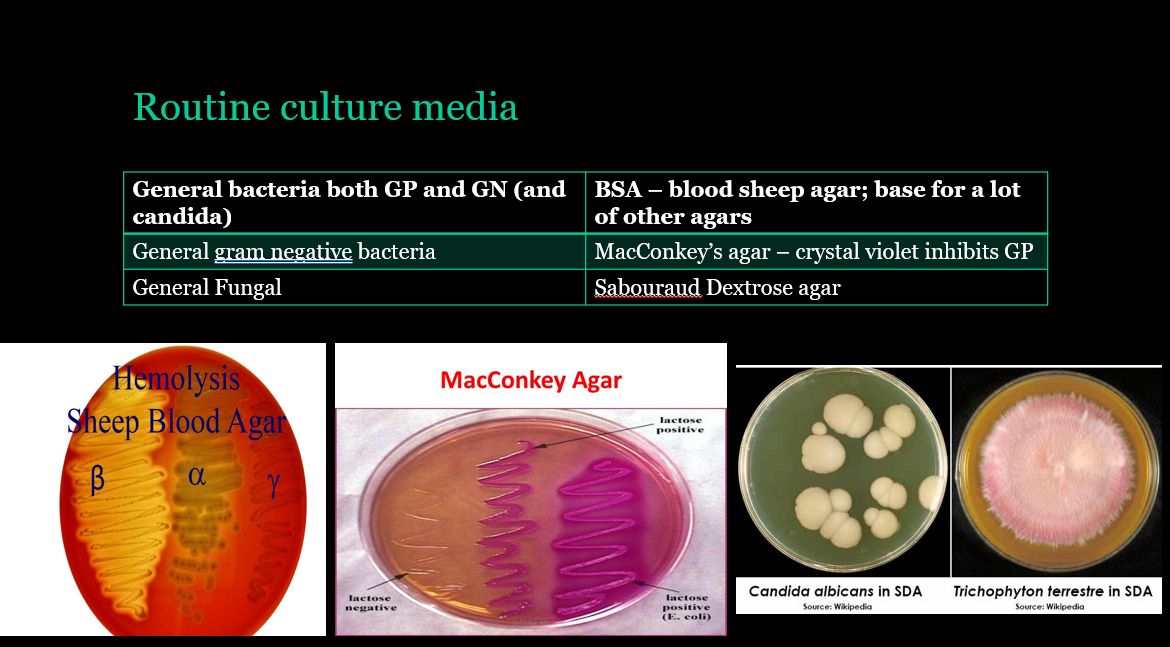 Routine culture media
General bacteria both GP and GN (and
candida)
BSA – blood sheep agar; base for a lot
of other agars
General gram negative bacteria
MacConkey’s agar – crystal violet inhibits GP
General Fungal
Sabouraud Dextrose agar
Hemolysis
Sheep Blood Agar
β
α
γ
MacConkey Agar
lactose
positive
lactose
negative
lactose
positive
(E. coli)
Candida albicans in SDA
Source: Wikipedia
Trichophyton terrestre in SDA
Source: Wikipedia